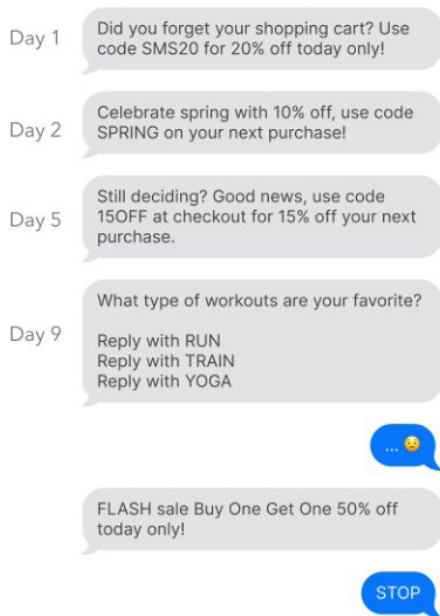 Day 1
Did you forget your shopping cart? Use
code SMS20 for 20% off today only!
Day 2
Celebrate spring with 10% off, use code
SPRING on your next purchase!
Day 5
Still deciding? Good news, use code
15OFF at checkout for 15% off your next
purchase.
Day 9
What type of workouts are your favorite?
Reply with RUN
Reply with TRAIN
Reply with YOGA
... 😟
FLASH sale Buy One Get One 50% off
today only!
STOP